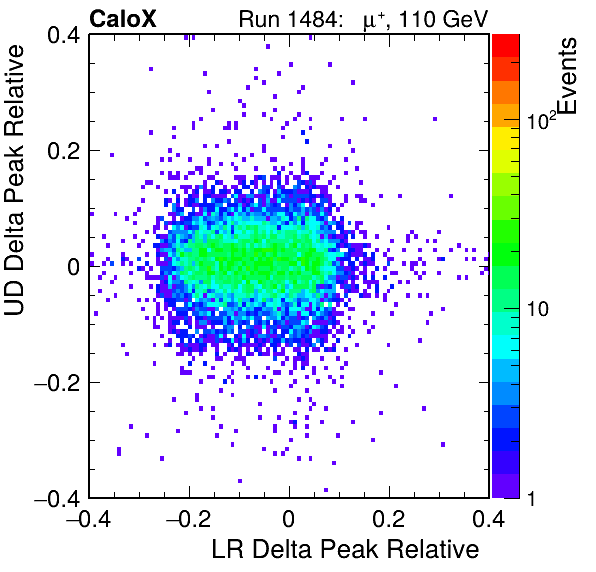 CaloX Run 1484: μ⁺, 110 GeV
0.4
0.2
0
−0.2
−0.4
UD Delta Peak Relative
−0.4 −0.2 0 0.2 0.4
LR Delta Peak Relative
Events
10²
10
1